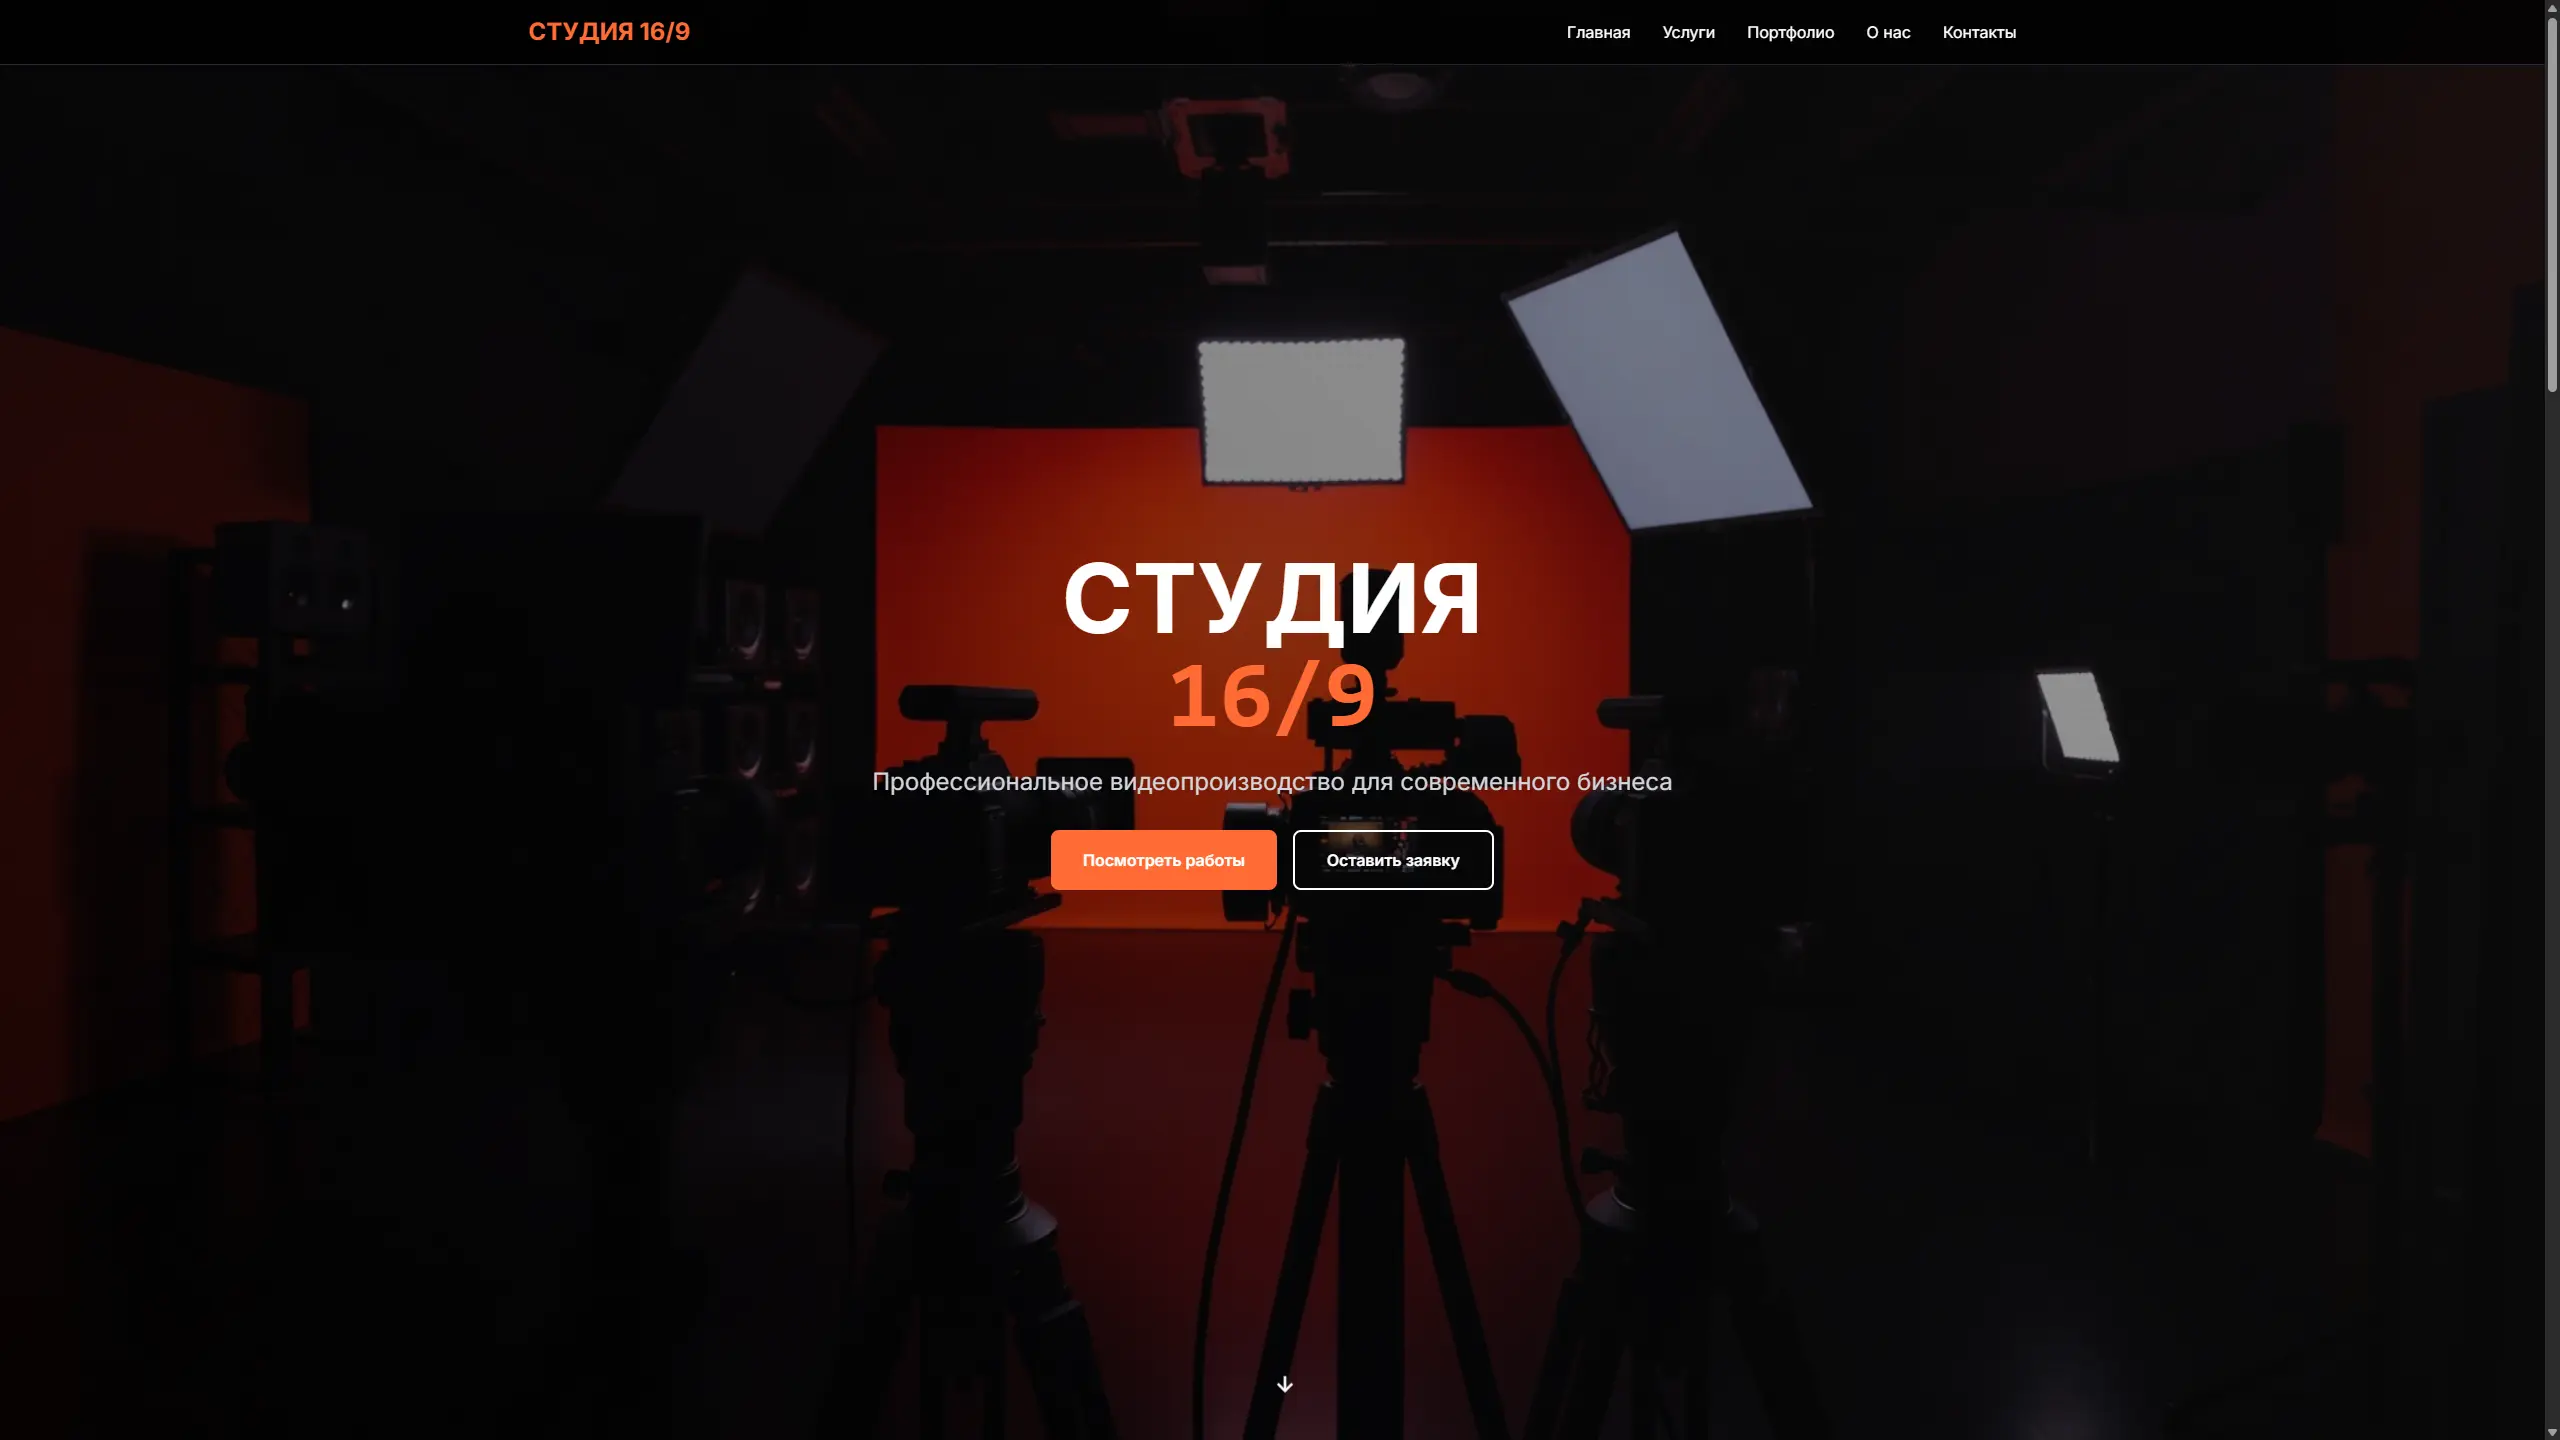 СТУДИЯ 16/9
Главная Услуги Портфолио О нас Контакты
СТУДИЯ
16/9
Профессиональное видеопроизводство для современного бизнеса
Посмотреть работы Оставить заявку